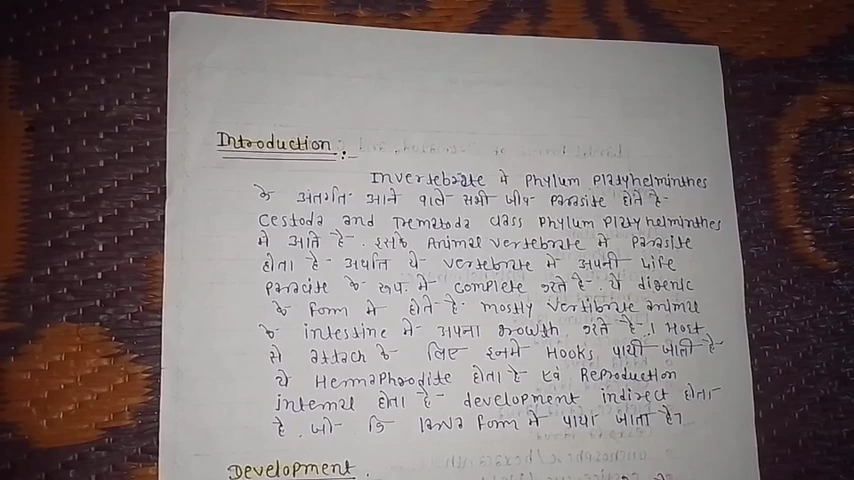 Introduction :-
Invertebrate मे Phylum Platyhelminthes
के अंतर्गत आने वाले सभी जीव Parasite होते है-
Cestoda and Trematoda class Phylum Platyhelminthes
मे आते है. इसके Animal vertebrate मे Parasite
होता है- अर्थात ये vertebrate मे अपनी Life
Paracite के रूप मे complete करते है. ये digenic
के form मे होते है. mostly vertibrate animal
के intestine मे अपना growth करते है.। Host
से attach के लिए इनमे Hooks पायी जाती है-
ये Hermaphrodite होता है एवं Reproduction
internal होता है- development indirect होता
है. जो कि larva form मे पाया जाता है।
Development.